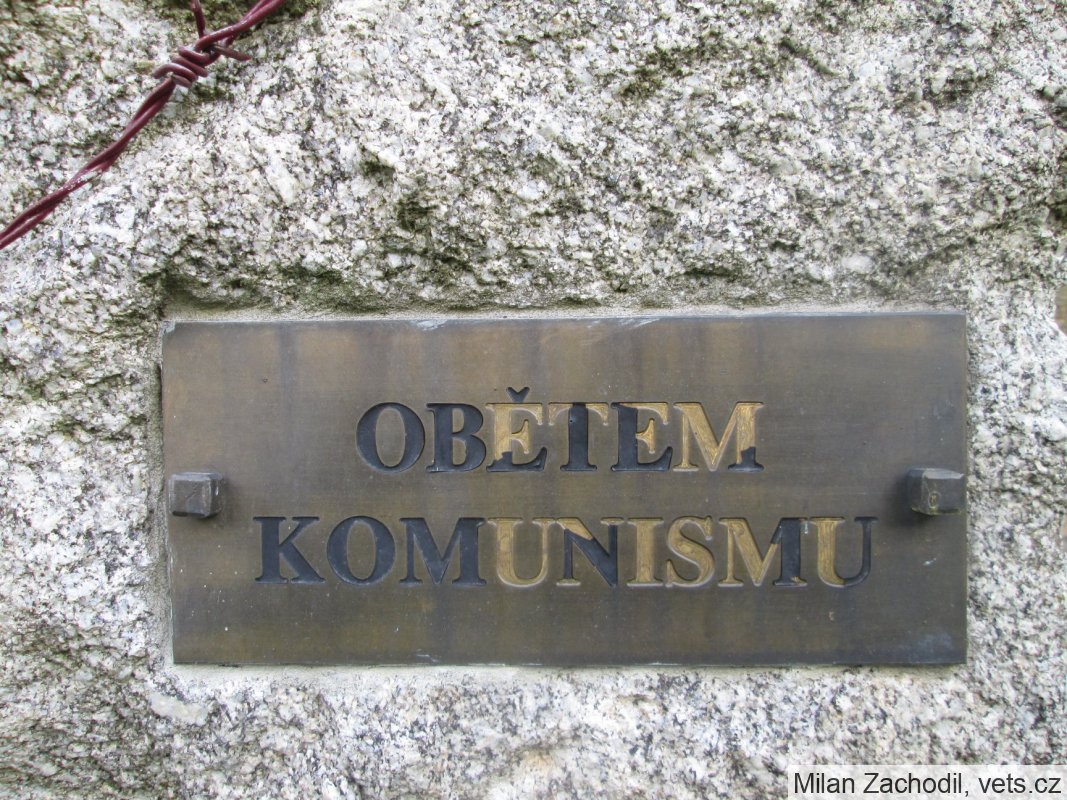 OBĚTEM
KOMUNISMU
Milan Zachodil, vets.cz